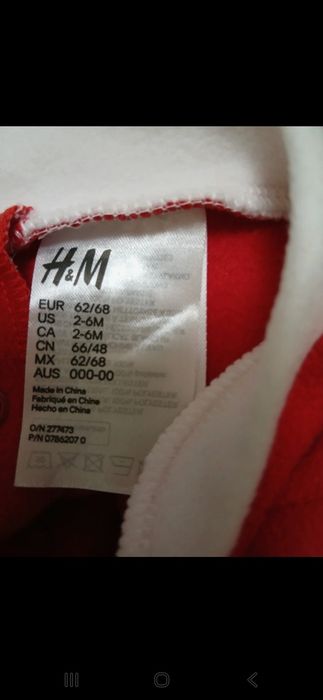 H&M
EUR 62/68
US 2-6M
CA 2-6M
CN 66/48
MX 62/68
AUS 000-00
Made in China
Fabriqué en Chine
Hecho en China
O/N 277473
P/N 0786207 0